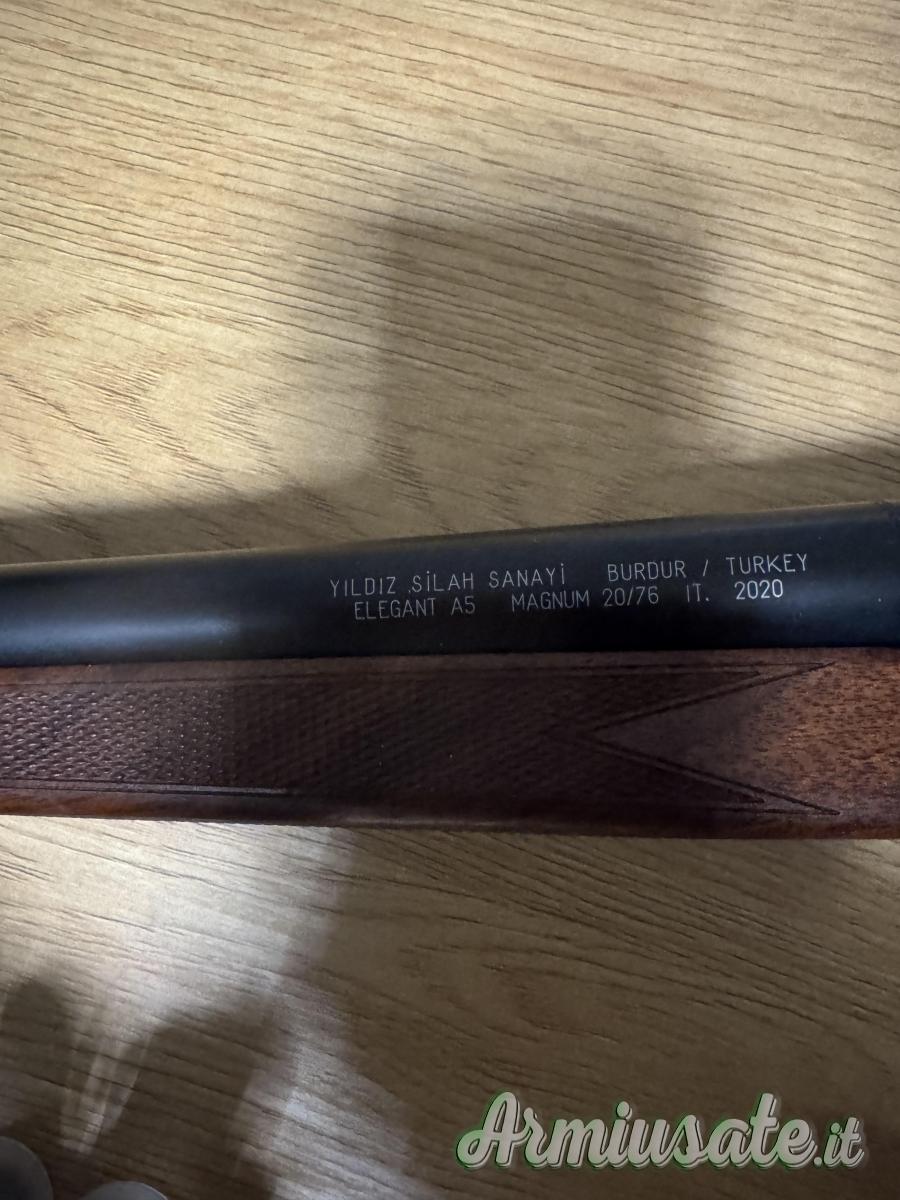 YILDIZ SİLAH SANAYİ BURDUR / TURKEY
ELEGANT A5 MAGNUM 20/76 IT. 2020
Armiusate.it